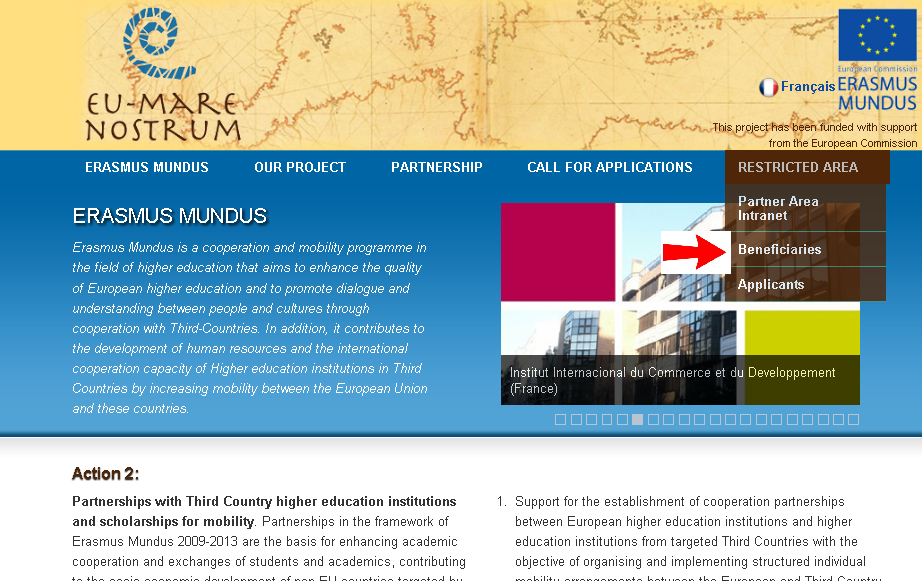 EU-MARE
NOSTRUM
Français
European Commission
ERASMUS
MUNDUS
This project has been funded with support
from the European Commission
ERASMUS MUNDUS
OUR PROJECT
PARTNERSHIP
CALL FOR APPLICATIONS
RESTRICTED AREA
Partner Area
Intranet
Beneficiaries
Applicants
ERASMUS MUNDUS
Erasmus Mundus is a cooperation and mobility programme in
the field of higher education that aims to enhance the quality
of European higher education and to promote dialogue and
understanding between people and cultures through
cooperation with Third-Countries. In addition, it contributes to
the development of human resources and the international
cooperation capacity of Higher education institutions in Third
Countries by increasing mobility between the European Union
and these countries.
Institut Internacional du Commerce et du Developpement
(France)
Action 2:
Partnerships with Third Country higher education institutions
and scholarships for mobility. Partnerships in the framework of
Erasmus Mundus 2009-2013 are the basis for enhancing academic
cooperation and exchanges of students and academics, contributing
to the socio-economic development of non-EU countries targeted by
1. Support for the establishment of cooperation partnerships
between European higher education institutions and higher
education institutions from targeted Third Countries with the
objective of organising and implementing structured individual
mobility arrangements between the European and Third Country